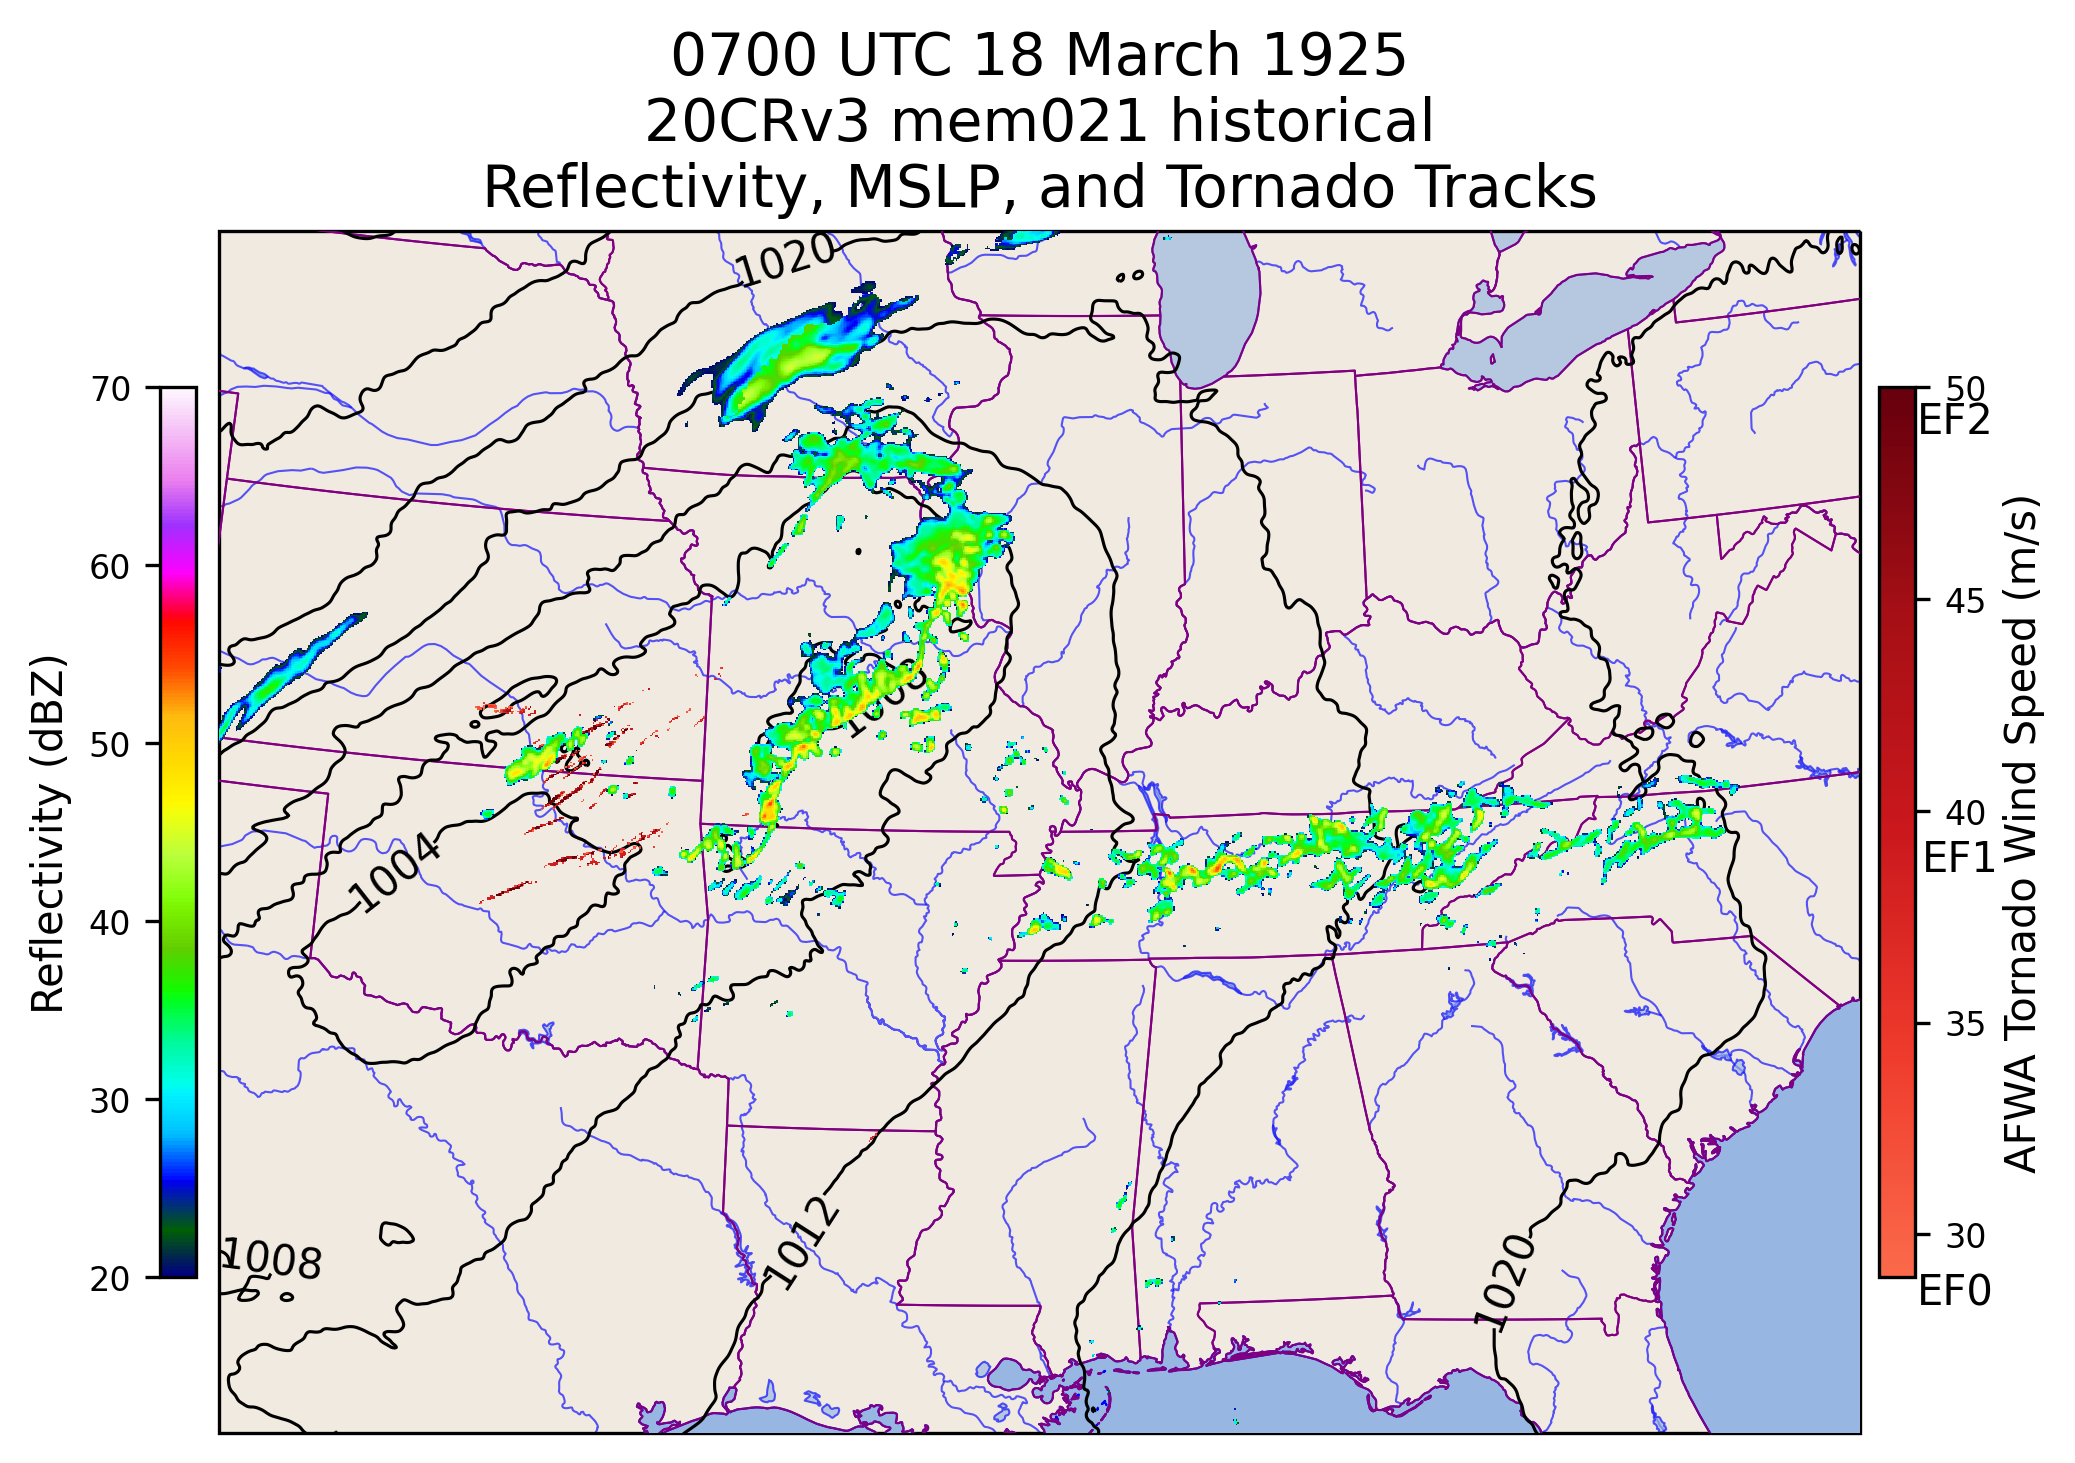 0700 UTC 18 March 1925
20CRv3 mem021 historical
Reflectivity, MSLP, and Tornado Tracks
1020
70
60
50
40
30
20
Reflectivity (dBZ)
1008
1004
1008
1012
1020
50
EF2
45
40
EF1
35
30
EF0
AFWA Tornado Wind Speed (m/s)